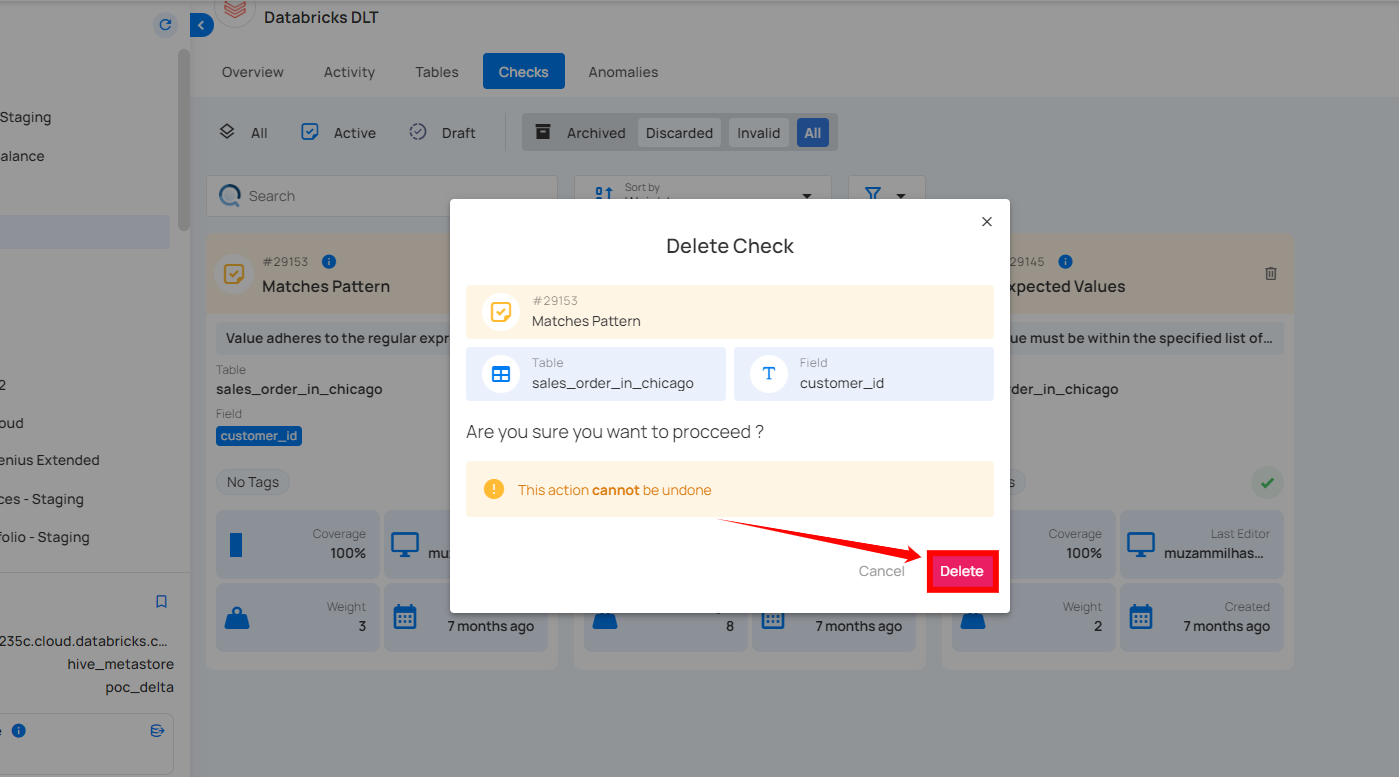 Databricks DLT
Overview Activity Tables Checks Anomalies
Staging
alance
2
oud
enius Extended
ces - Staging
folio - Staging
235c.cloud.databricks.c...
hive_metastore
poc_delta
e
All Active Draft Archived Discarded Invalid All
Search
Sort by
#29153
Matches Pattern
Value adheres to the regular expr
Table
sales_order_in_chicago
Field
customer_id
No Tags
Coverage
100%
mu
Weight
3
7 months ago
Delete Check
#29153
Matches Pattern
Table
sales_order_in_chicago
Field
customer_id
Are you sure you want to procceed ?
This action cannot be undone
Cancel Delete
8
7 months ago
29145
xpected Values
ue must be within the specified list of...
rder_in_chicago
s
Coverage
100%
Last Editor
muzammilhas...
Weight
2
Created
7 months ago